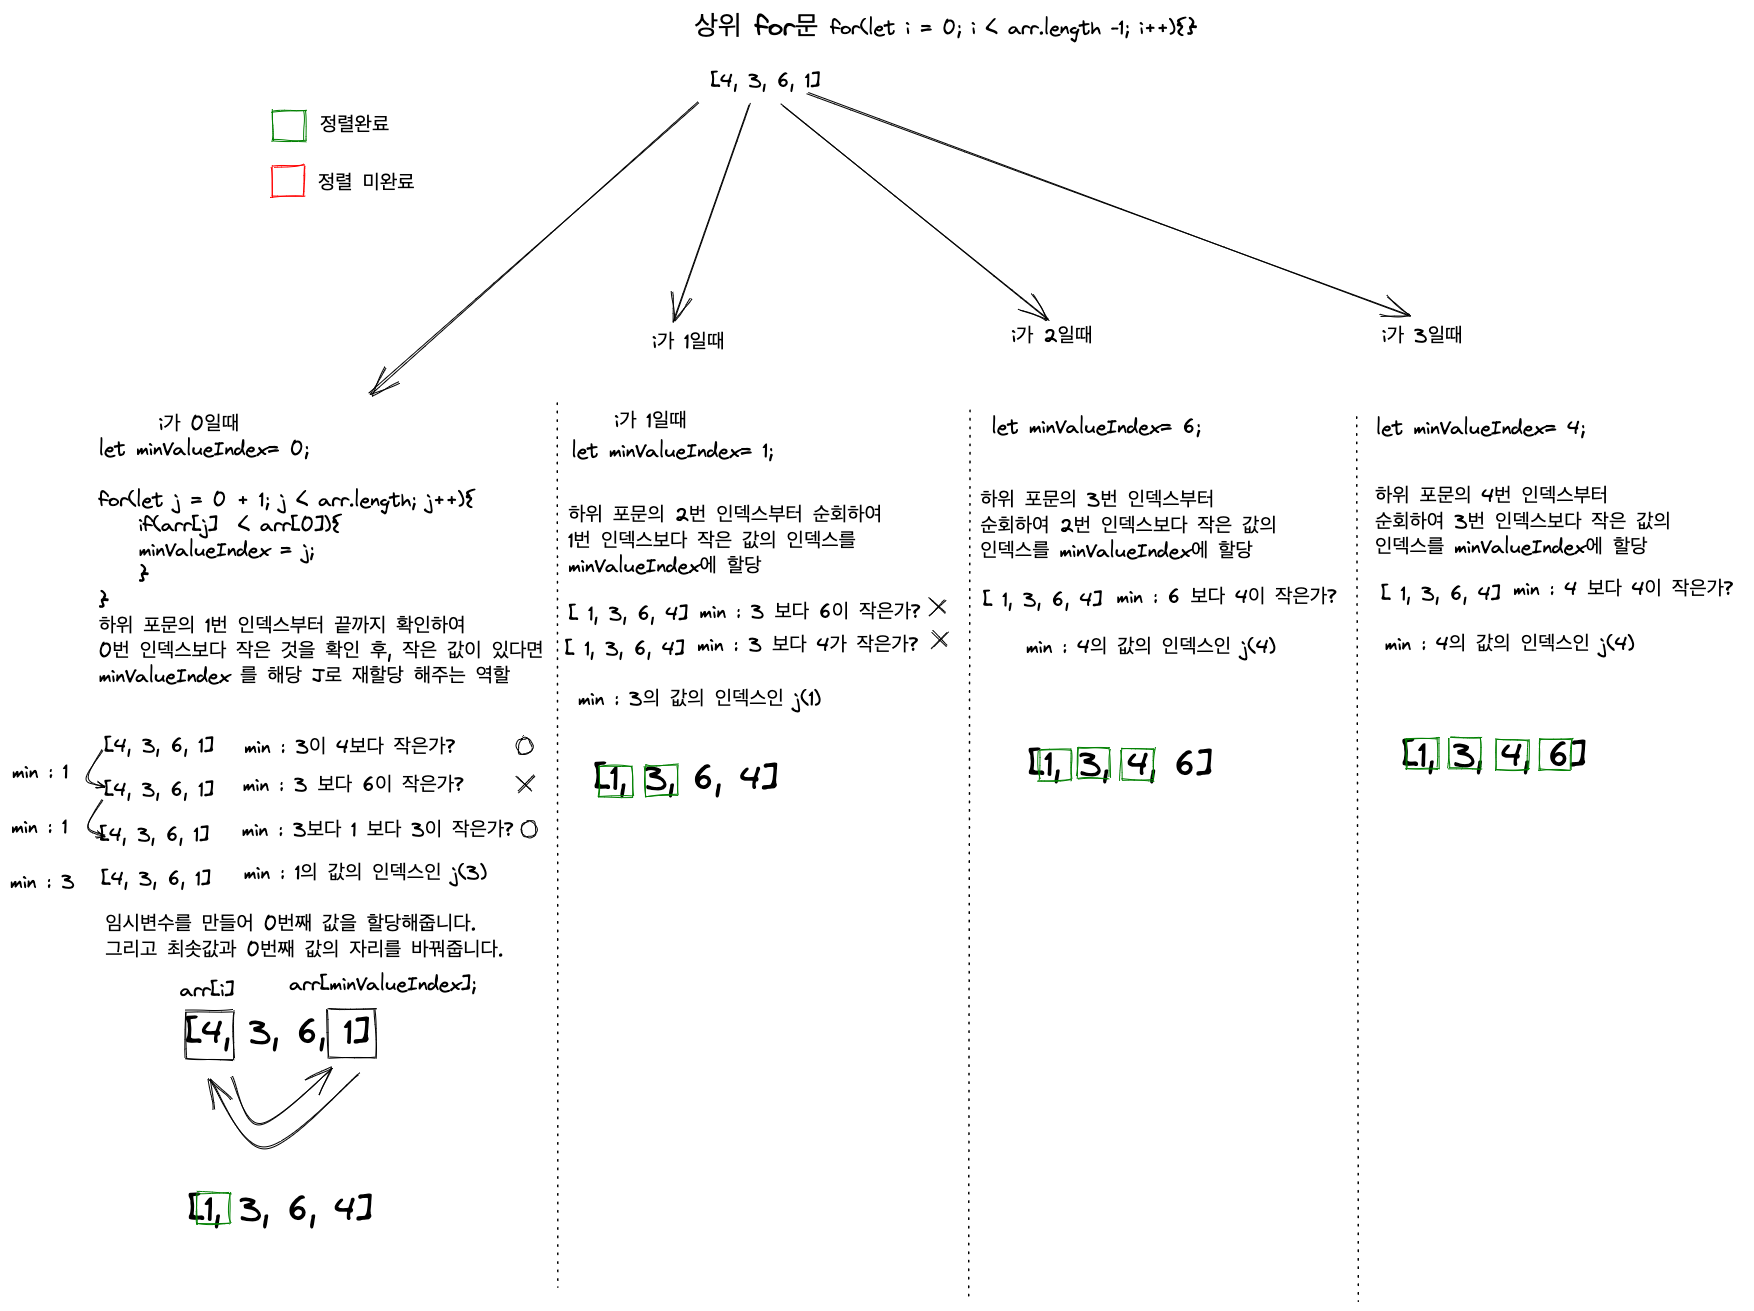 상위 for문 for(let i = 0; i < arr.length -1; i++){}
[4, 3, 6, 1]
정렬완료
정렬 미완료
i가 1일때
i가 2일때
i가 3일때
i가 0일때
let minValueIndex= 0;
for(let j = 0 + 1; j < arr.length; j++){
if(arr[j] < arr[0]){
minValueIndex = j;
}
}
하위 포문의 1번 인덱스부터 끝까지 확인하여
0번 인덱스보다 작은 것을 확인 후, 작은 값이 있다면
minValueIndex 를 해당 J로 재할당 해주는 역할
[4, 3, 6, 1] min : 3이 4보다 작은가? O
min : 1
[4, 3, 6, 1] min : 3 보다 6이 작은가? X
min : 1
[4, 3, 6, 1] min : 3보다 1 보다 3이 작은가? O
min : 3
[4, 3, 6, 1] min : 1의 값의 인덱스인 j(3)
임시변수를 만들어 0번째 값을 할당해줍니다.
그리고 최솟값과 0번째 값의 자리를 바꿔줍니다.
arr[i] arr[minValueIndex];
[4, 3, 6, 1]
[1, 3, 6, 4]
i가 1일때
let minValueIndex= 1;
하위 포문의 2번 인덱스부터 순회하여
1번 인덱스보다 작은 값의 인덱스를
minValueIndex에 할당
[ 1, 3, 6, 4] min : 3 보다 6이 작은가? X
[ 1, 3, 6, 4] min : 3 보다 4가 작은가? X
min : 3의 값의 인덱스인 j(1)
[1, 3, 6, 4]
let minValueIndex= 6;
하위 포문의 3번 인덱스부터
순회하여 2번 인덱스보다 작은 값의
인덱스를 minValueIndex에 할당
[ 1, 3, 6, 4] min : 6 보다 4이 작은가?
min : 4의 값의 인덱스인 j(4)
[1, 3, 4, 6]
let minValueIndex= 4;
하위 포문의 4번 인덱스부터
순회하여 3번 인덱스보다 작은 값의
인덱스를 minValueIndex에 할당
[ 1, 3, 6, 4] min : 4 보다 4이 작은가?
min : 4의 값의 인덱스인 j(4)
[1, 3, 4, 6]